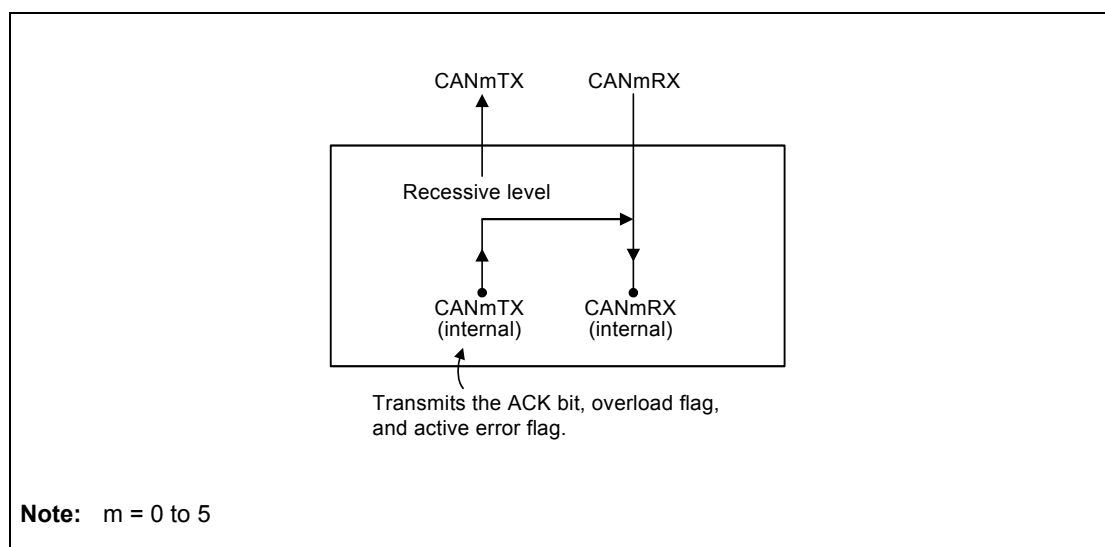 CANmTX CANmRX
Recessive level
CANmTX CANmRX
(internal) (internal)
Transmits the ACK bit, overload flag,
and active error flag.
Note: m = 0 to 5